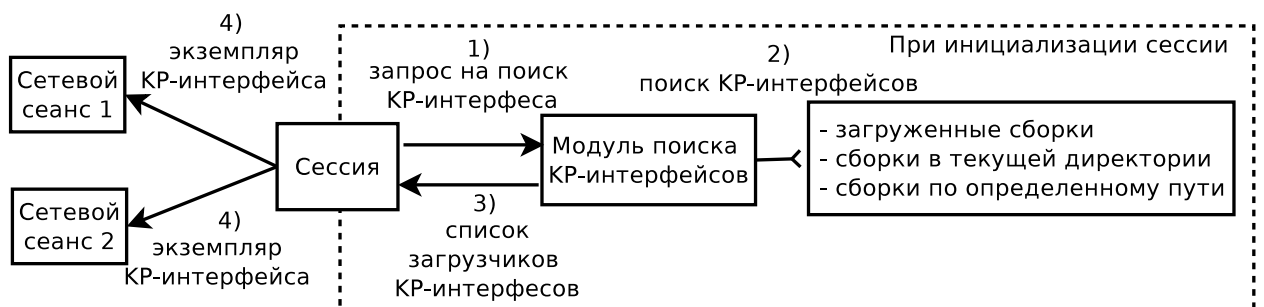 4)
экземпляр
КР-интерфейса
При инициализации сессии
1)
запрос на поиск
КР-интерфеса
2)
поиск КР-интерфейсов
Сетевой
сеанс 1
Сессия
Модуль поиска
КР-интерфейсов
- загруженные сборки
- сборки в текущей директории
- сборки по определенному пути
Сетевой
сеанс 2
4)
экземпляр
КР-интерфейса
3)
список
загрузчиков
КР-интерфесов